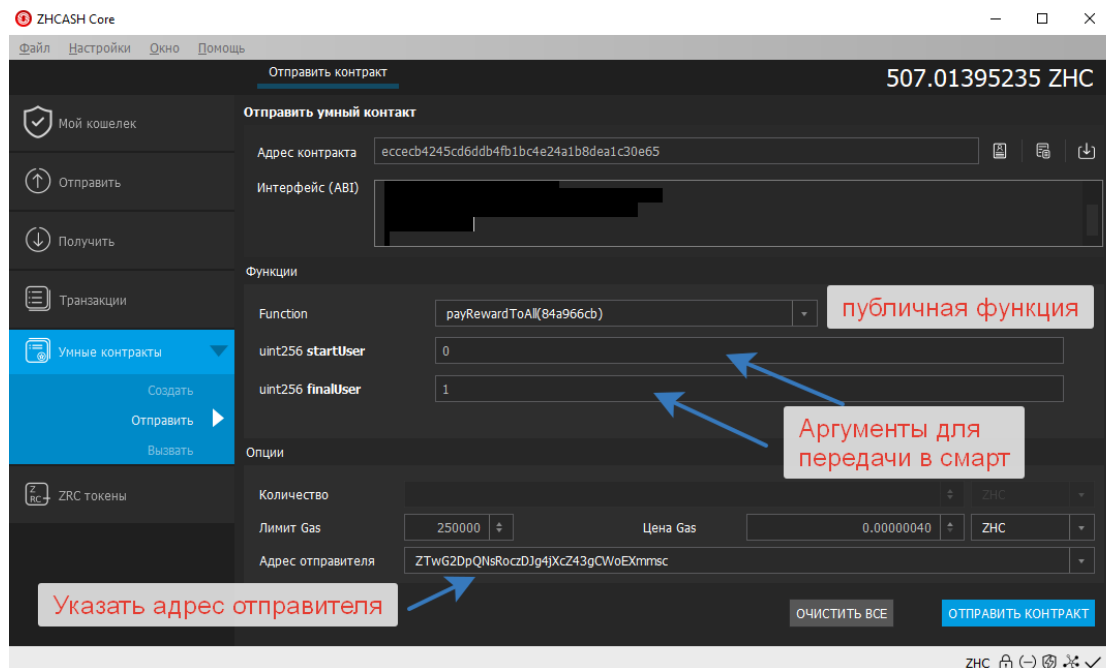 ZHCASH Core
Файл Настройки Окно Помощь
Отправить контракт
507.01395235 ZHC
Мой кошелек
Отправить
Получить
Транзакции
Умные контракты
Создать
Отправить
Вызвать
ZRC токены
Отправить умный контакт
Адрес контракта eccecb4245cd6ddb4fb1bc4e24a1b8dea1c30e65
Интерфейс (ABI)
Функции
Function payRewardToAll(84a966cb)
публичная функция
uint256 startUser 0
uint256 finalUser 1
Аргументы для
передачи в смарт
Опции
Количество ZHC
Лимит Gas 250000 Цена Gas 0.00000040 ZHC
Адрес отправителя ZTwG2DpQNsRoczDJg4jXcZ43gCWoEXmmsc
Указать адрес отправителя
ОЧИСТИТЬ ВСЕ ОТПРАВИТЬ КОНТРАКТ
ZHC